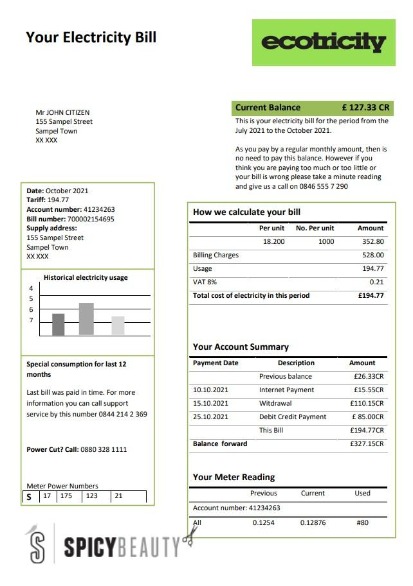 Your Electricity Bill
ecotricity
Mr JOHN CITIZEN
155 Sampel Street
Sampel Town
XX XXX
Current Balance £ 127.33 CR
This is your electricity bill for the period from the
July 2021 to the October 2021.
As you pay by a regular monthly amount, then is
no need to pay this balance. However if you
think you are paying too much or too little or
your bill is wrong please take a minute reading
and give us a call on 0846 555 7 290
Date: October 2021
Tariff: 194.77
Account number: 41234263
Bill number: 700002154695
Supply address:
155 Sampel Street
Sampel Town
XX XXX
Historical electricity usage
4
5
6
7
Special consumption for last 12
months
Last bill was paid in time. For more
information you can call support
service by this number 0844 214 2 369
Power Cut? Call: 0880 328 1111
Meter Power Numbers
S 17 175 123 21
How we calculate your bill
Per unit No. Per unit Amount
18.200 1000 352.80
Billing Charges 528.00
Usage 194.77
VAT 8% 0.21
Total cost of electricity in this period £194.77
Your Account Summary
Payment Date Description Amount
Previous balance £26.33CR
10.10.2021 Internet Payment £15.55CR
15.10.2021 Witdrawal £110.15CR
25.10.2021 Debit Credit Payment £ 85.00CR
This Bill £194.77CR
Balance forward £327.15CR
Your Meter Reading
Previous Current Used
Account number: 41234263
All 0.1254 0.12876 #80
S SPICYBEAUTY